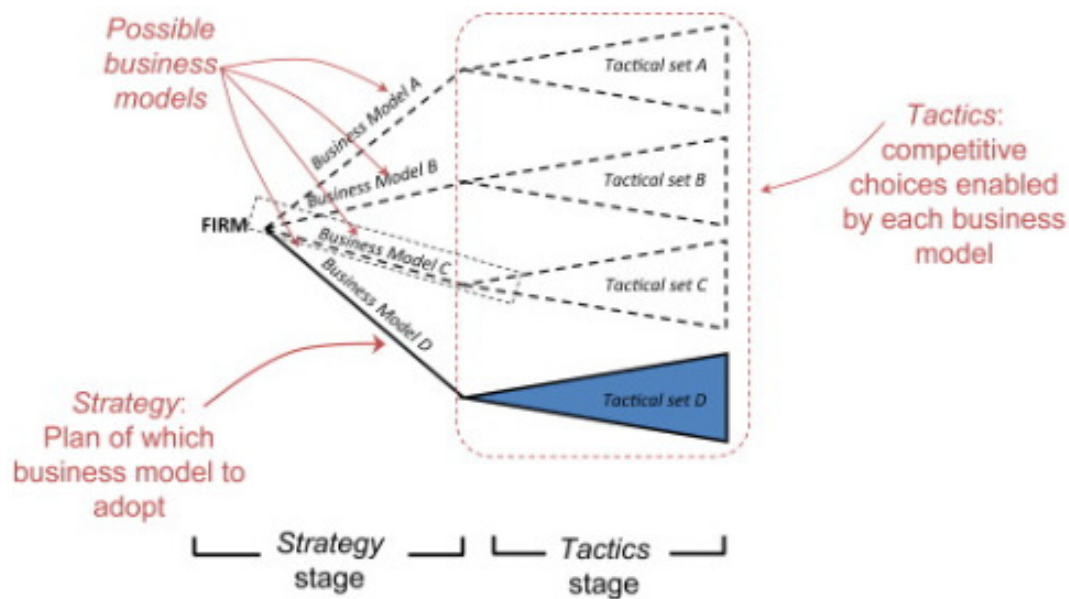 Possible
business
models
Business Model A
Tactical set A
Business Model B
Tactical set B
FIRM
Business Model C
Tactical set C
Business Model D
Tactical set D
Tactics:
competitive
choices enabled
by each business
model
Strategy:
Plan of which
business model to
adopt
Strategy
stage
Tactics
stage